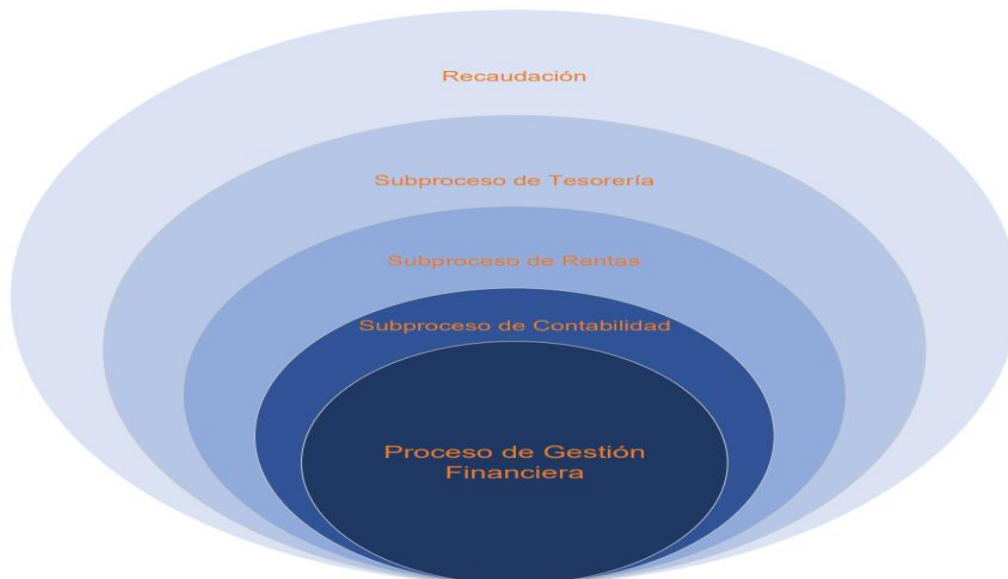 Recaudación
Subproceso de Tesorería
Subproceso de Rentas
Subproceso de Contabilidad
Proceso de Gestión
Financiera